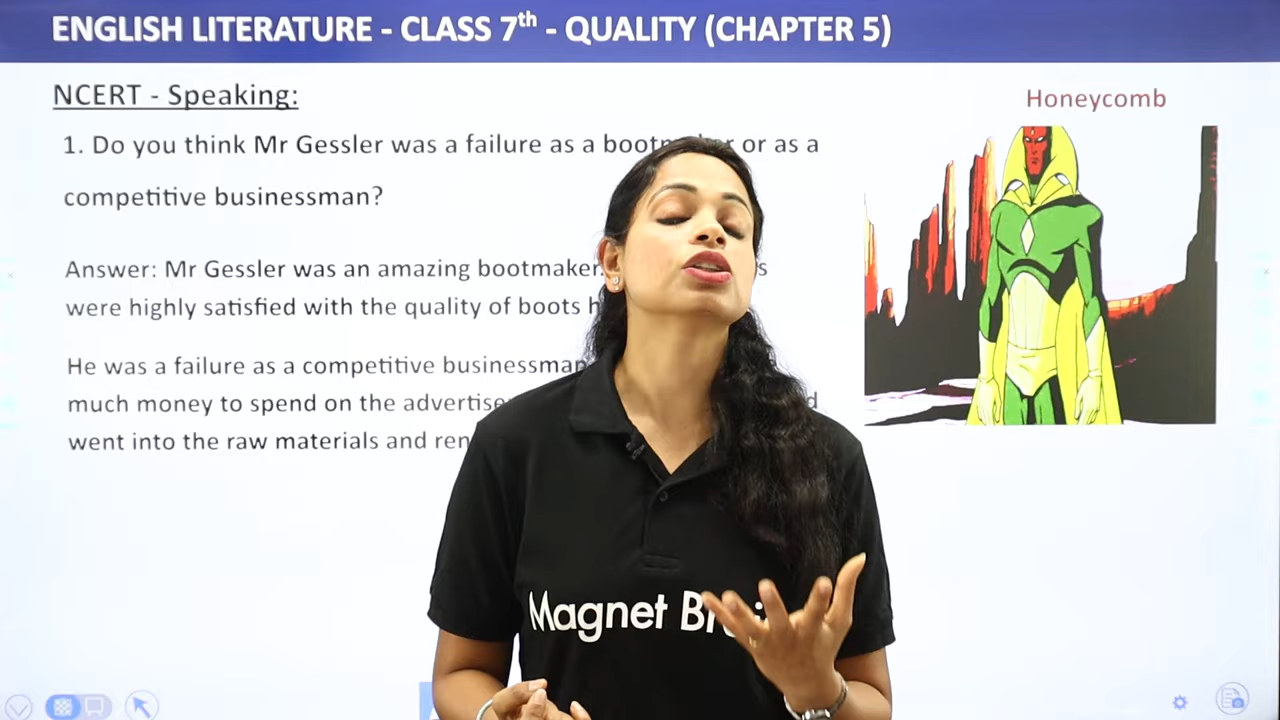 ENGLISH LITERATURE - CLASS 7th - QUALITY (CHAPTER 5)
NCERT - Speaking:
Honeycomb
1. Do you think Mr Gessler was a failure as a or as a
competitive businessman?
Answer: Mr Gessler was an amazing bootmaker.
were highly satisfied with the quality of boots
He was a failure as a competitive businessman
much money to spend on the
went into the raw materials and
Magnet